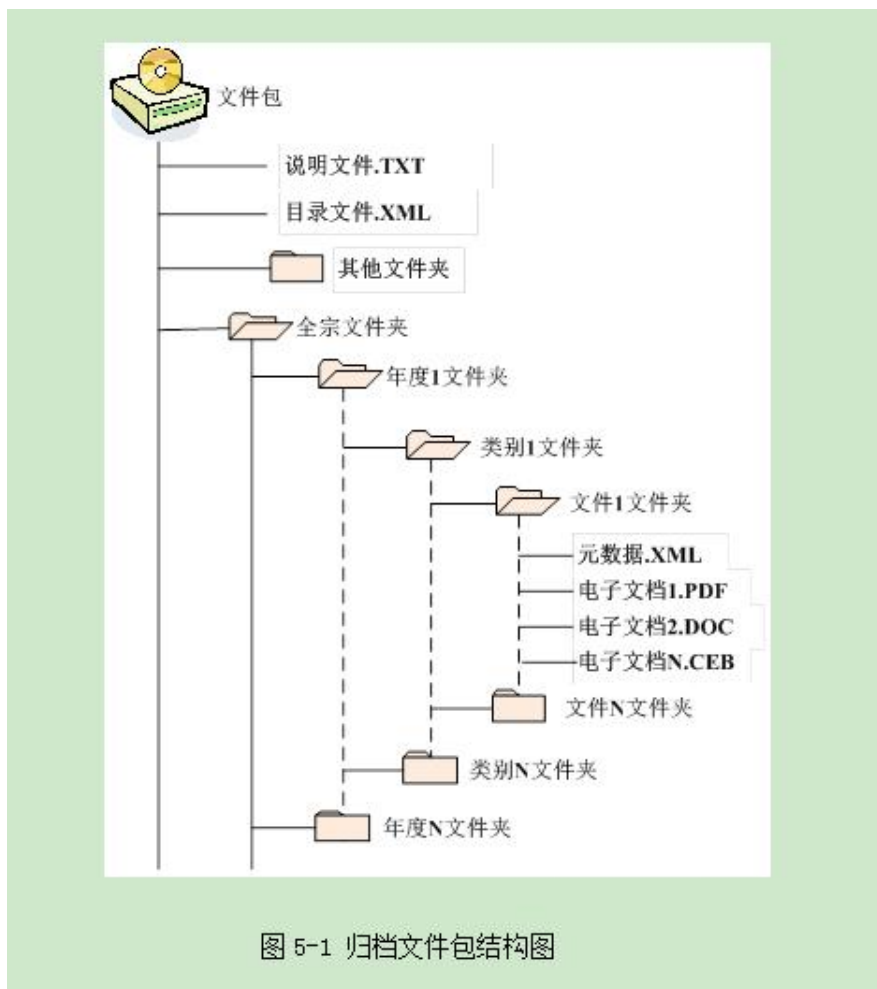 文件包
说明文件.TXT
目录文件.XML
其他文件夹
全宗文件夹
年度1文件夹
类别1文件夹
文件1文件夹
元数据.XML
电子文档1.PDF
电子文档2.DOC
电子文档N.CEB
文件N文件夹
类别N文件夹
年度N文件夹
图 5-1 归档文件包结构图